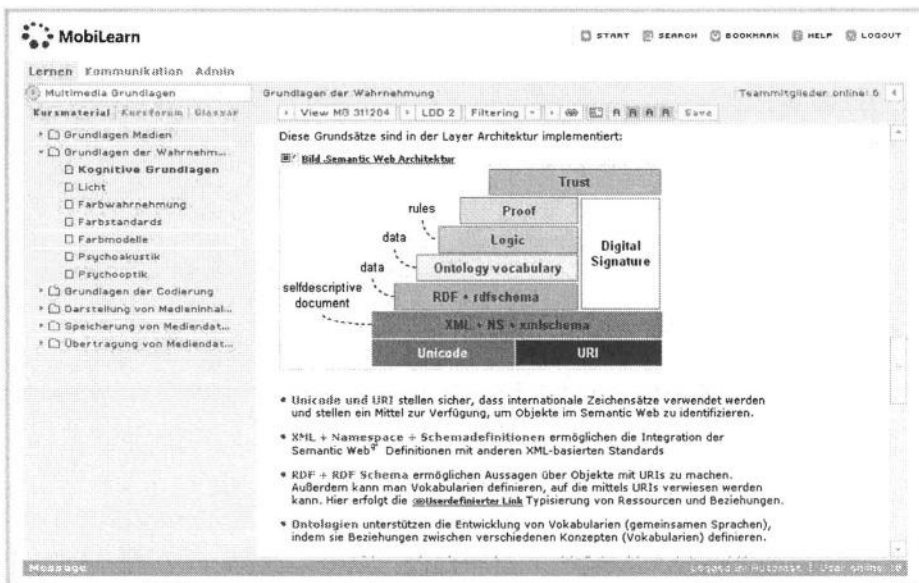 MobiLearn
START SEARCH BOOKMARK HELP LOGOUT
Lernen Kommunikation Admin
Multimedia Grundlagen
Kursmaterial Kursforum Glossar
Grundlagen Medien
Grundlagen der Wahrnehm...
Kognitive Grundlagen
Licht
Farbwahrnehmung
Farbstandards
Farbmodelle
Psychoakustik
Psychooptik
Grundlagen der Codierung
Darstellung von Medieninhal...
Speicherung von Mediendat...
Übertragung von Mediendat...
Grundlagen der Wahrnehmung
Teammitglieder online: 6
View MG 311204 LDD 2 Filtering A A A A Save
Diese Grundsätze sind in der Layer Architektur implementiert:
Bild .Semantic Web Architektur
Trust
rules
Proof
data
Logic
Digital
Signature
data
Ontology vocabulary
selfdescriptive
document
RDF + rdfschema
XML + NS + xmlschema
Unicode
URI
• Unicode und URI stellen sicher, dass internationale Zeichensätze verwendet werden
und stellen ein Mittel zur Verfügung, um Objekte im Semantic Web zu identifizieren.
• XML + Namespace + Schemadefinitionen ermöglichen die Integration der
Semantic Web Definitionen mit anderen XML-basierten Standards
• RDF + RDF Schema ermöglichen Aussagen über Objekte mit URIs zu machen.
Außerdem kann man Vokabularien definieren, auf die mittels URIs verwiesen werden
kann. Hier erfolgt die Userdefinierter Link Typisierung von Ressourcen und Beziehungen.
• Ontologien unterstützen die Entwicklung von Vokabularien (gemeinsamen Sprachen),
indem sie Beziehungen zwischen verschiedenen Konzepten (Vokabularien) definieren.
Message
User online